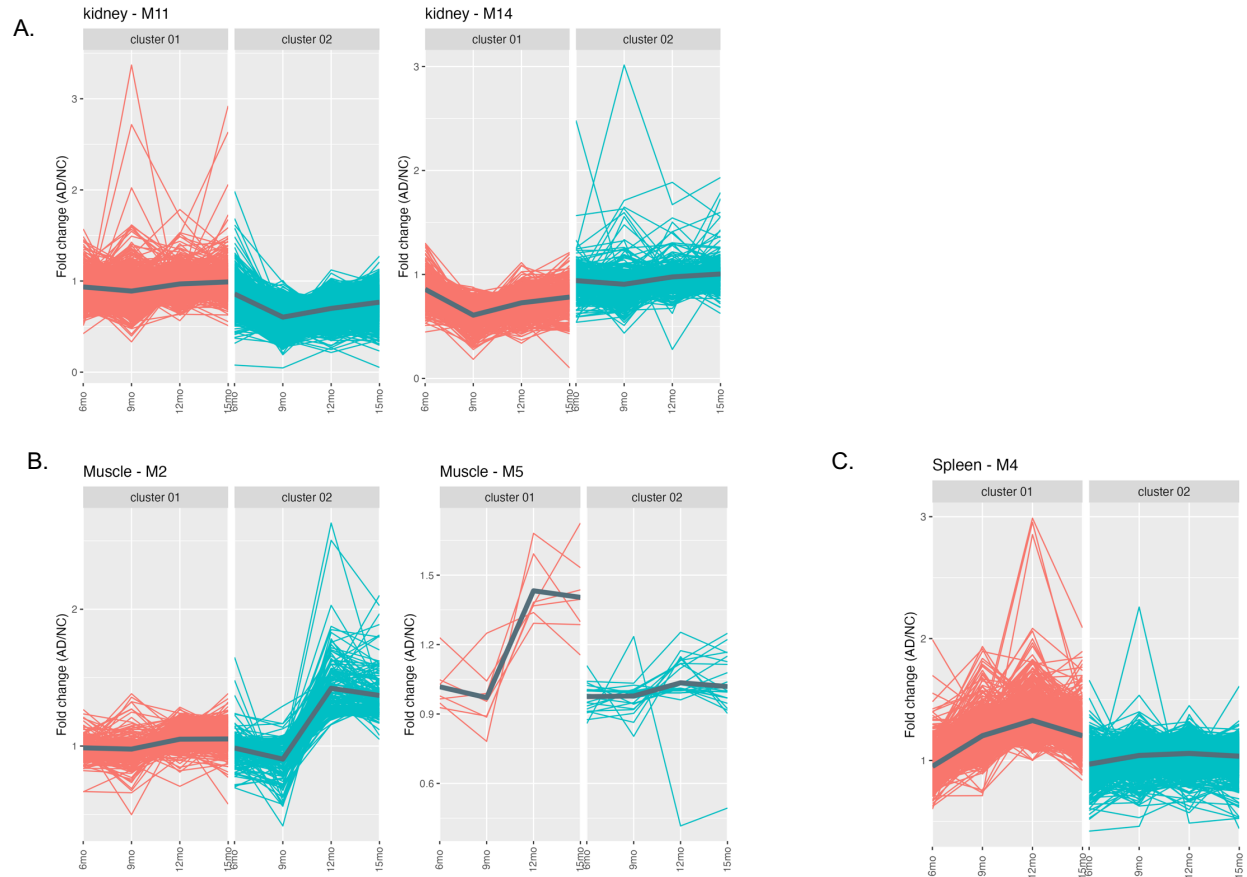 A.
kidney - M11
cluster 01
cluster 02
Fold change (AD/NC)
3
2
1
0
6mo
9mo
12mo
15mo
6mo
9mo
12mo
15mo
kidney - M14
cluster 01
cluster 02
Fold change (AD/NC)
3
2
1
0
6mo
9mo
12mo
15mo
6mo
9mo
12mo
15mo
B.
Muscle - M2
cluster 01
cluster 02
Fold change (AD/NC)
2
1
6mo
9mo
12mo
15mo
6mo
9mo
12mo
15mo
Muscle - M5
cluster 01
cluster 02
Fold change (AD/NC)
1.5
1.2
0.9
0.6
6mo
9mo
12mo
15mo
6mo
9mo
12mo
15mo
C.
Spleen - M4
cluster 01
cluster 02
Fold change (AD/NC)
3
2
1
6mo
9mo
12mo
15mo
6mo
9mo
12mo
15mo